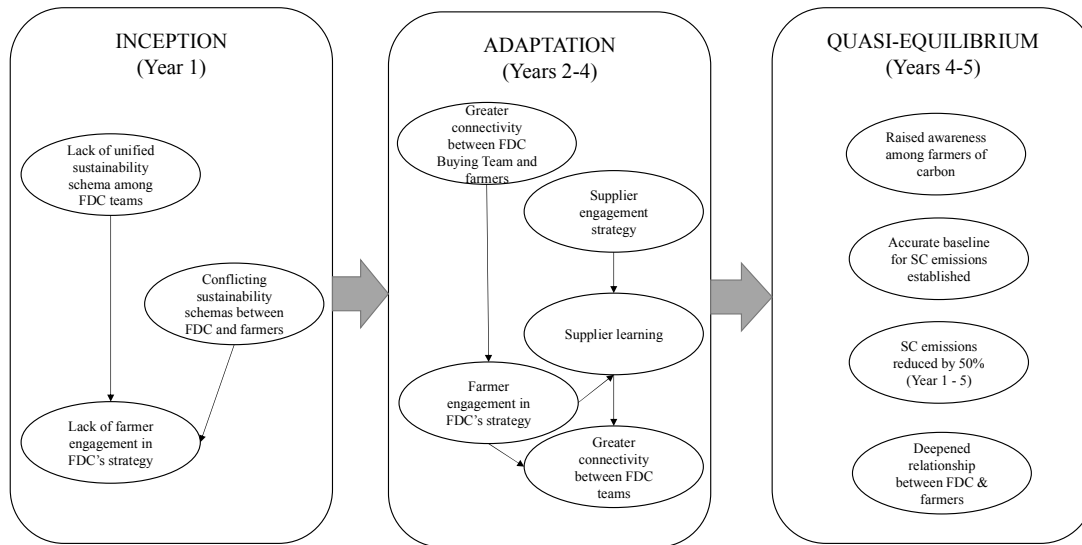 INCEPTION
(Year 1)
Lack of unified
sustainability
schema among
FDC teams
Conflicting
sustainability
schemas between
FDC and farmers
Lack of farmer
engagement in
FDC's strategy
ADAPTATION
(Years 2-4)
Greater
connectivity
between FDC
Buying Team and
farmers
Supplier
engagement
strategy
Supplier learning
Farmer
engagement in
FDC's strategy
Greater
connectivity
between FDC
teams
QUASI-EQUILIBRIUM
(Years 4-5)
Raised awareness
among farmers of
carbon
Accurate baseline
for SC emissions
established
SC emissions
reduced by 50%
(Year 1 - 5)
Deepened
relationship
between FDC &
farmers